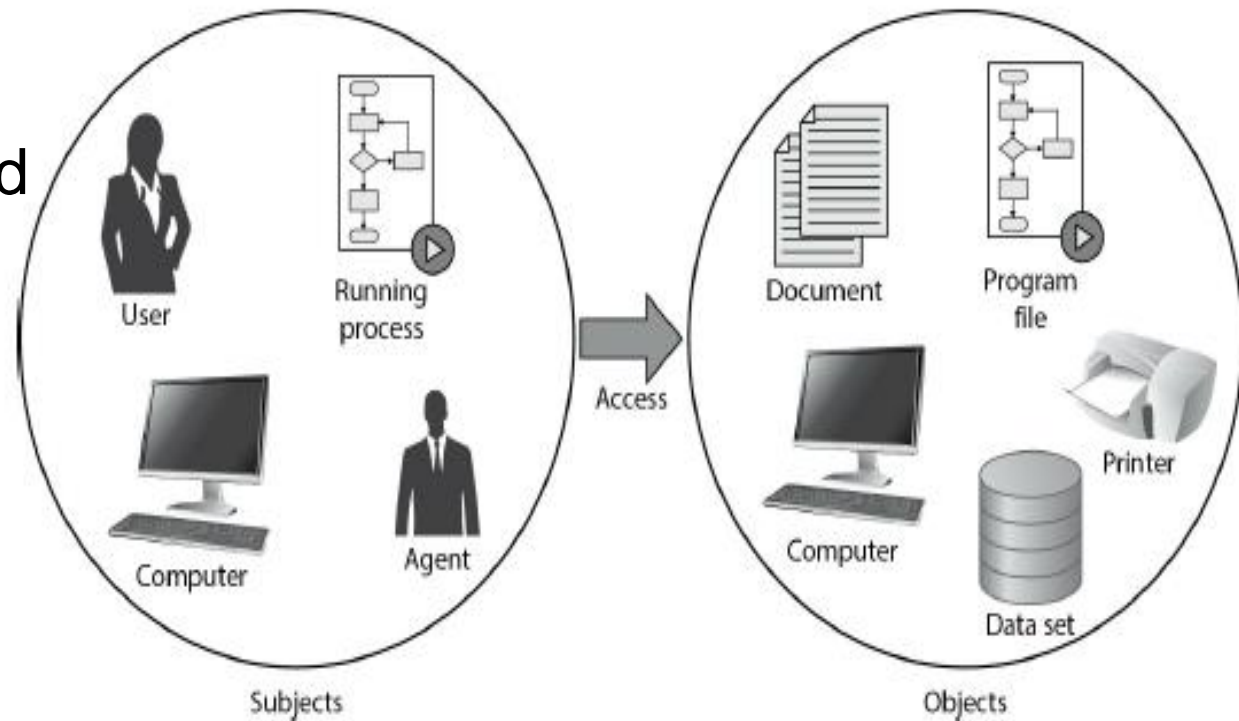 d
User
Running
process
Computer
Agent
Subjects
Access
Document
Program
file
Printer
Computer
Data set
Objects